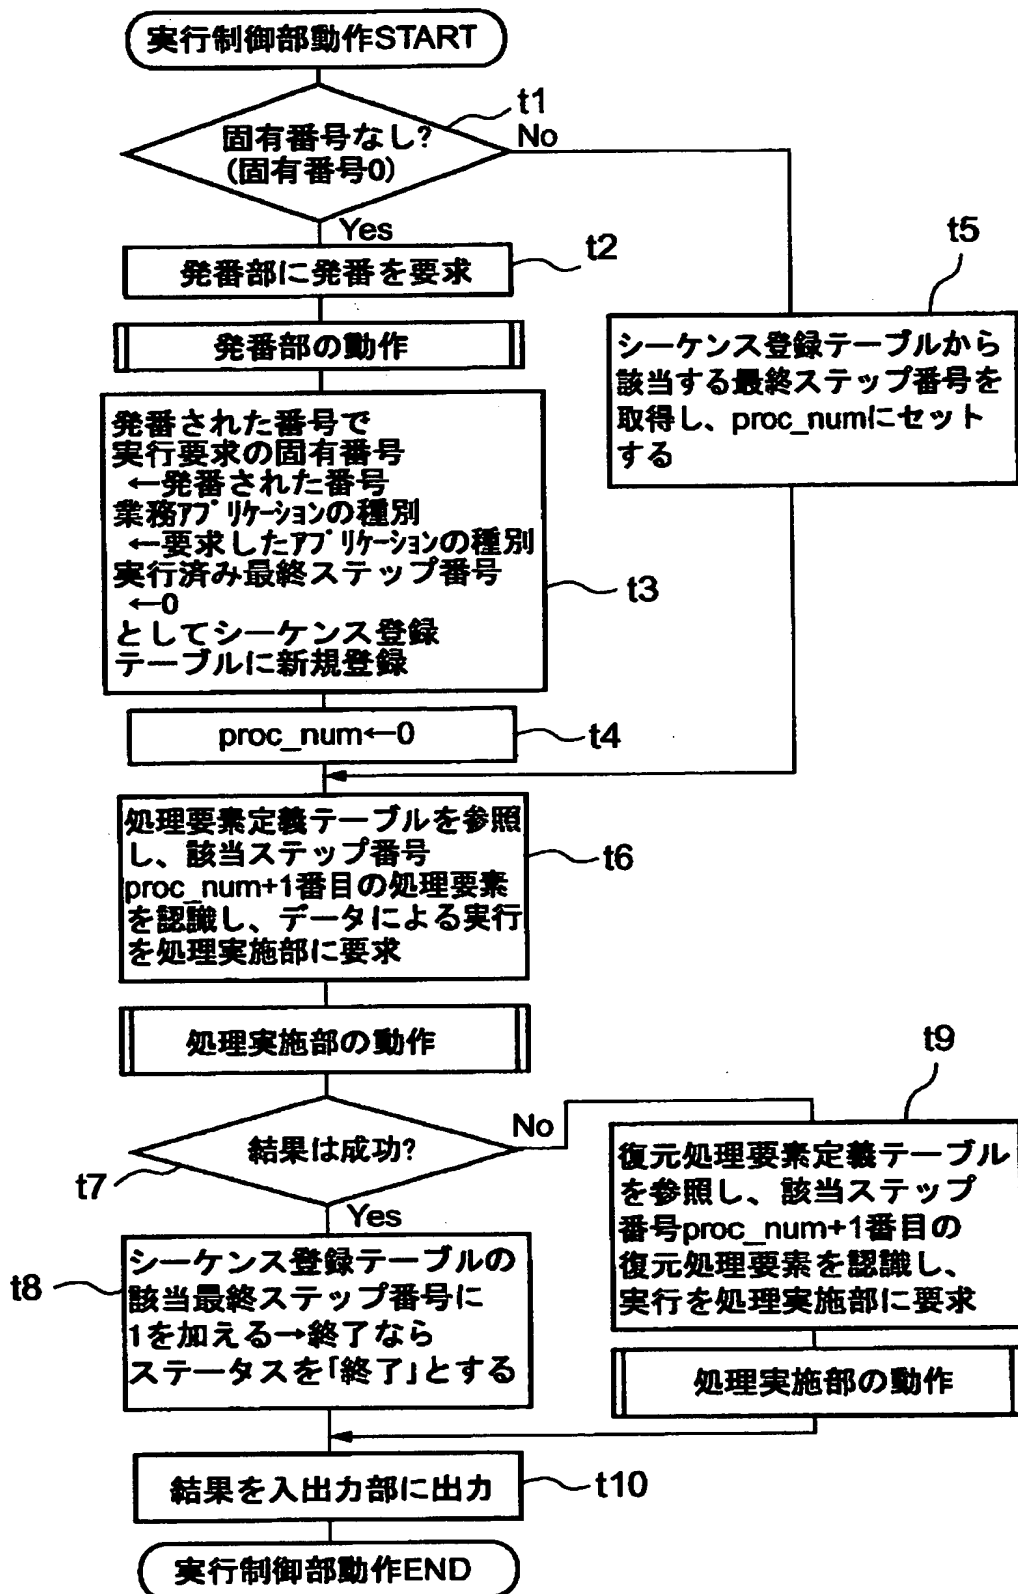 実行制御部動作START
t1
固有番号なし?
(固有番号0)
No
Yes
t2
発番部に発番を要求
発番部の動作
t5
シーケンス登録テーブルから
該当する最終ステップ番号を
取得し、proc_numにセット
する
発番された番号で
実行要求の固有番号
←発番された番号
業務ｱﾌﾟﾘｹｰｼｮﾝの種別
←要求したｱﾌﾟﾘｹｰｼｮﾝの種別
実行済み最終ステップ番号
←0
としてシーケンス登録
テーブルに新規登録
t3
proc_num←0
t4
処理要素定義テーブルを参照
し、該当ステップ番号
proc_num+1番目の処理要素
を認識し、データによる実行
を処理実施部に要求
t6
処理実施部の動作
結果は成功?
t7
No
Yes
t9
復元処理要素定義テーブル
を参照し、該当ステップ
番号proc_num+1番目の
復元処理要素を認識し、
実行を処理実施部に要求
処理実施部の動作
t8
シーケンス登録テーブルの
該当最終ステップ番号に
1を加える→終了なら
ステータスを「終了」とする
結果を入出力部に出力
t10
実行制御部動作END